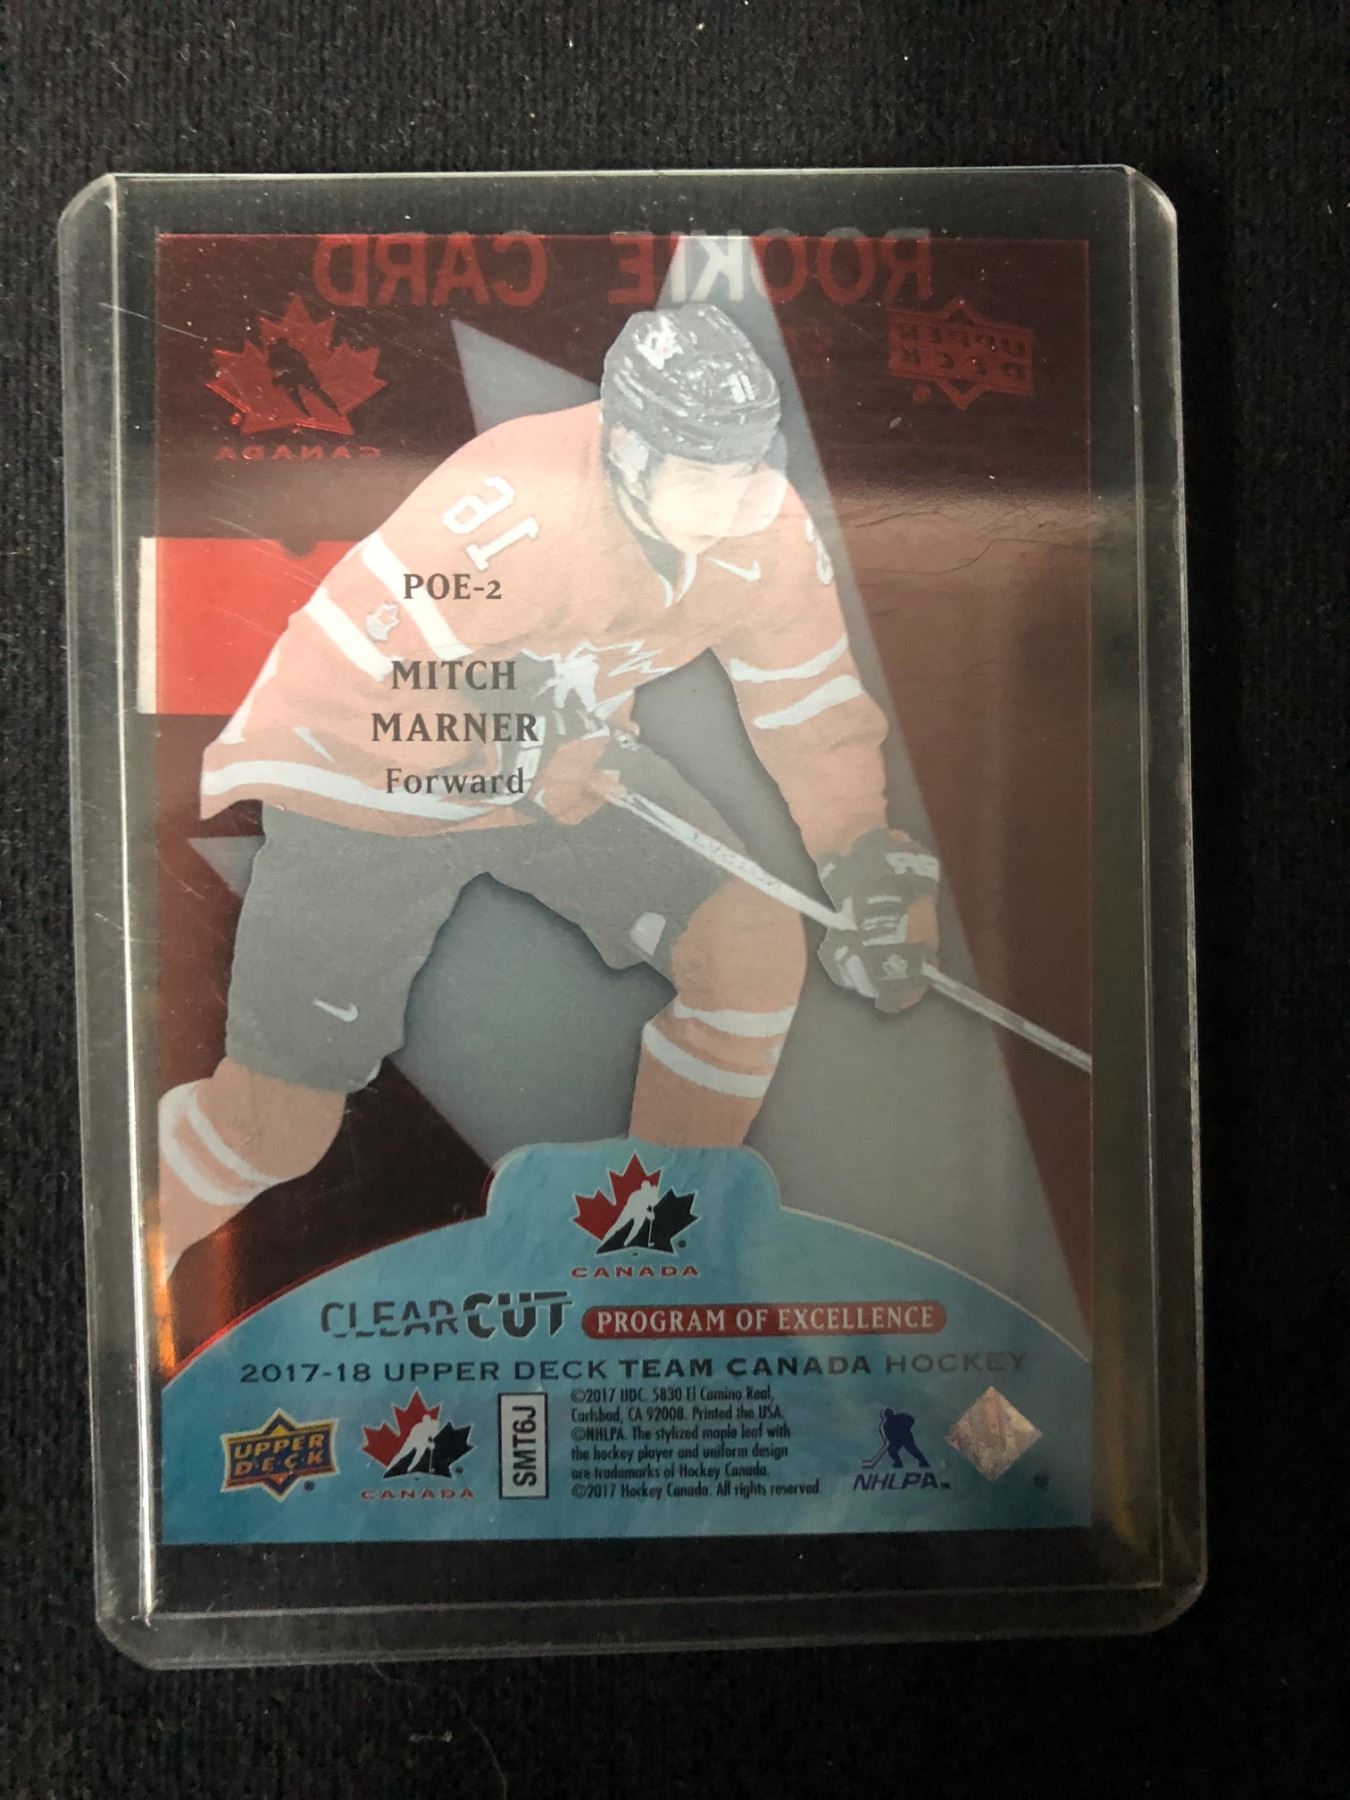 ROOKIE CARD
UPPER
DECK
CANADA
16
POE-2
MITCH
MARNER
Forward
CANADA
CLEAR CUT PROGRAM OF EXCELLENCE
2017-18 UPPER DECK TEAM CANADA HOCKEY
UPPER
D·E·C·K
CANADA
SMT6J
©2017 UDC. 5830 El Camino Real,
Carlsbad, CA 92008. Printed the USA.
©NHLPA. The stylized maple leaf with
the hockey player and uniform design
are trademarks of Hockey Canada.
©2017 Hockey Canada. All rights reserved.
NHLPA™